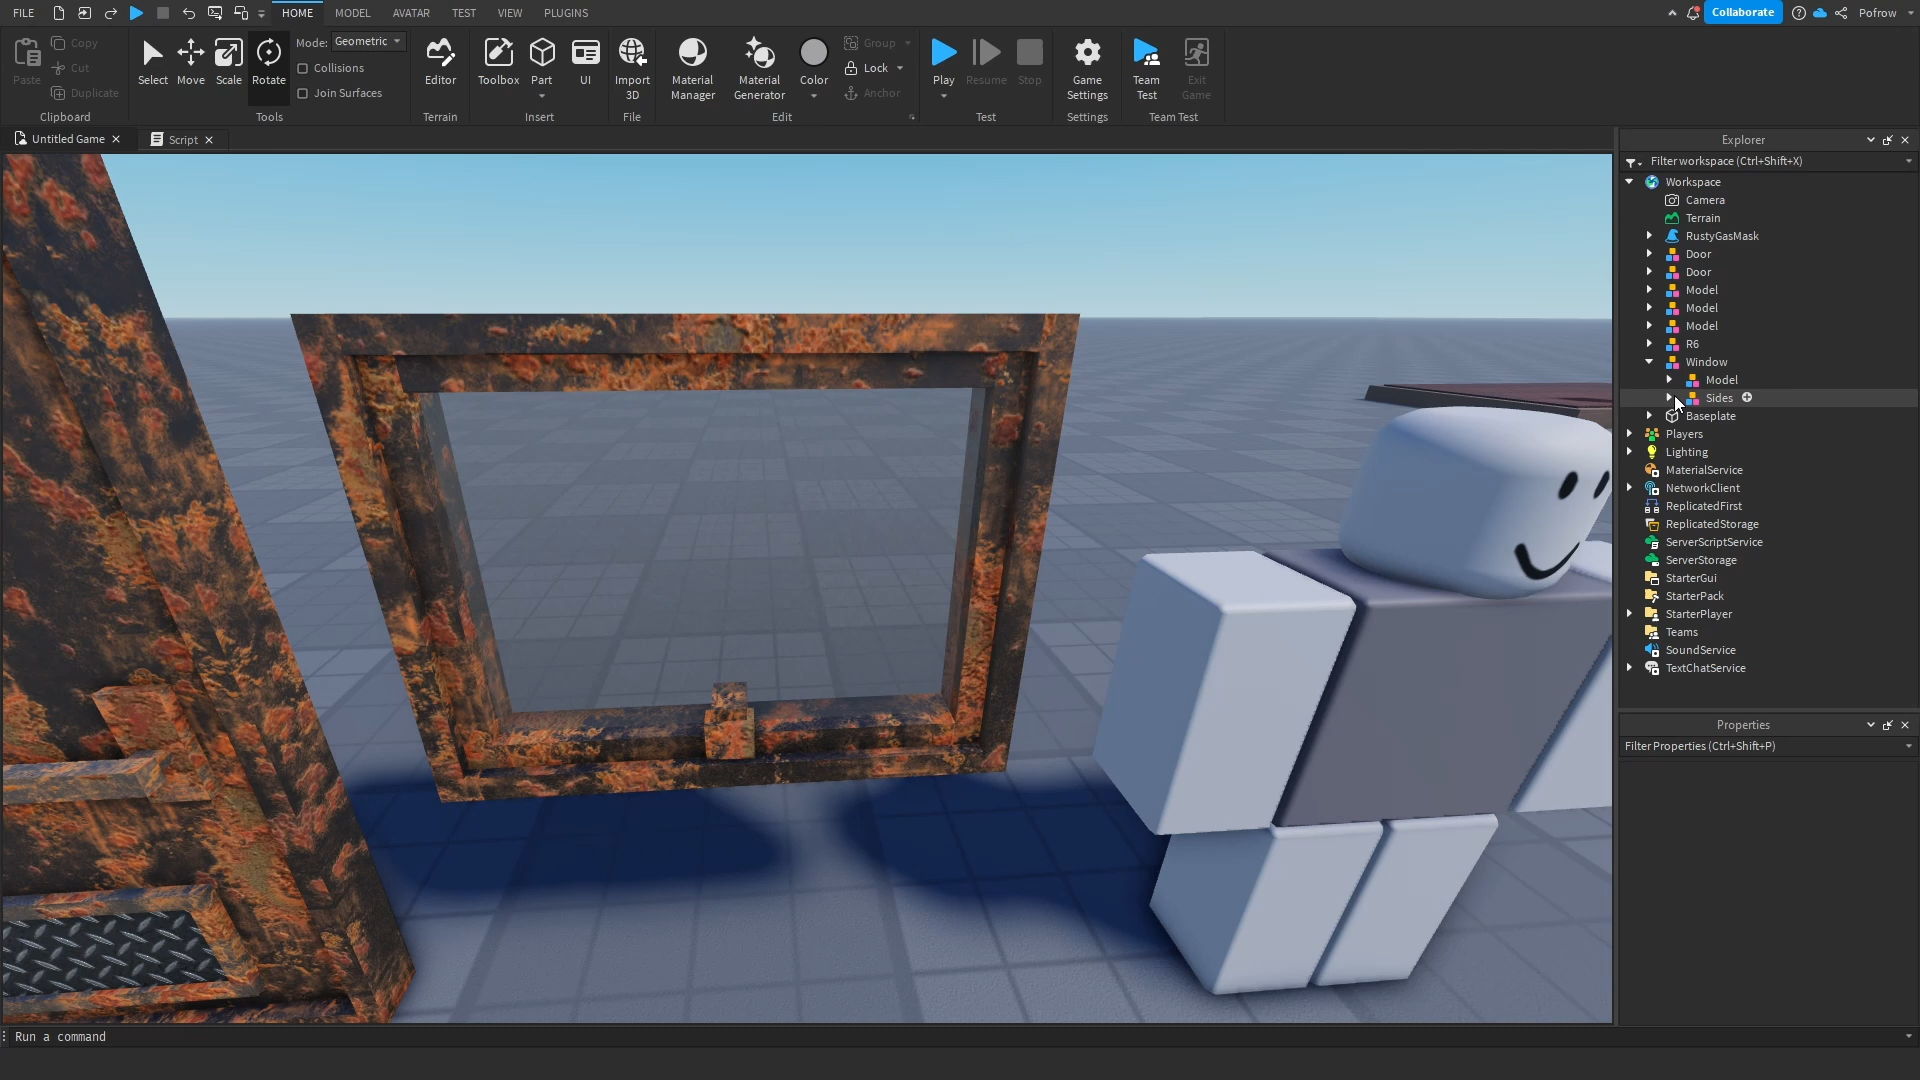 FILE HOME MODEL AVATAR TEST VIEW PLUGINS Collaborate Pofrow
Paste Copy Cut Duplicate Clipboard
Select Move Scale Rotate Mode: Geometric Collisions Join Surfaces Tools
Editor Terrain
Toolbox Part UI Insert
Import 3D File
Material Manager Material Generator Color Group Lock Anchor Edit
Play Resume Stop Test
Game Settings Settings
Team Test Exit Game Team Test
Untitled Game Script
Explorer
Filter workspace (Ctrl+Shift+X)
Workspace
Camera
Terrain
RustyGasMask
Door
Door
Model
Model
Model
R6
Window
Model
Sides
Baseplate
Players
Lighting
MaterialService
NetworkClient
ReplicatedFirst
ReplicatedStorage
ServerScriptService
ServerStorage
StarterGui
StarterPack
StarterPlayer
Teams
SoundService
TextChatService
Properties
Filter Properties (Ctrl+Shift+P)
Run a command